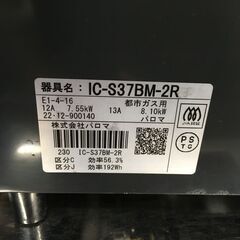 器具名: IC-S37BM-2R
E1-4-16 都市ガス用
12A 7.55kW 13A 8.10kW
22·12-900140 パロマ
株式会社パロマ
230 IC-S37BM-2R
区分C 効率56.3%
区分J 効率192Wh
PS
TG